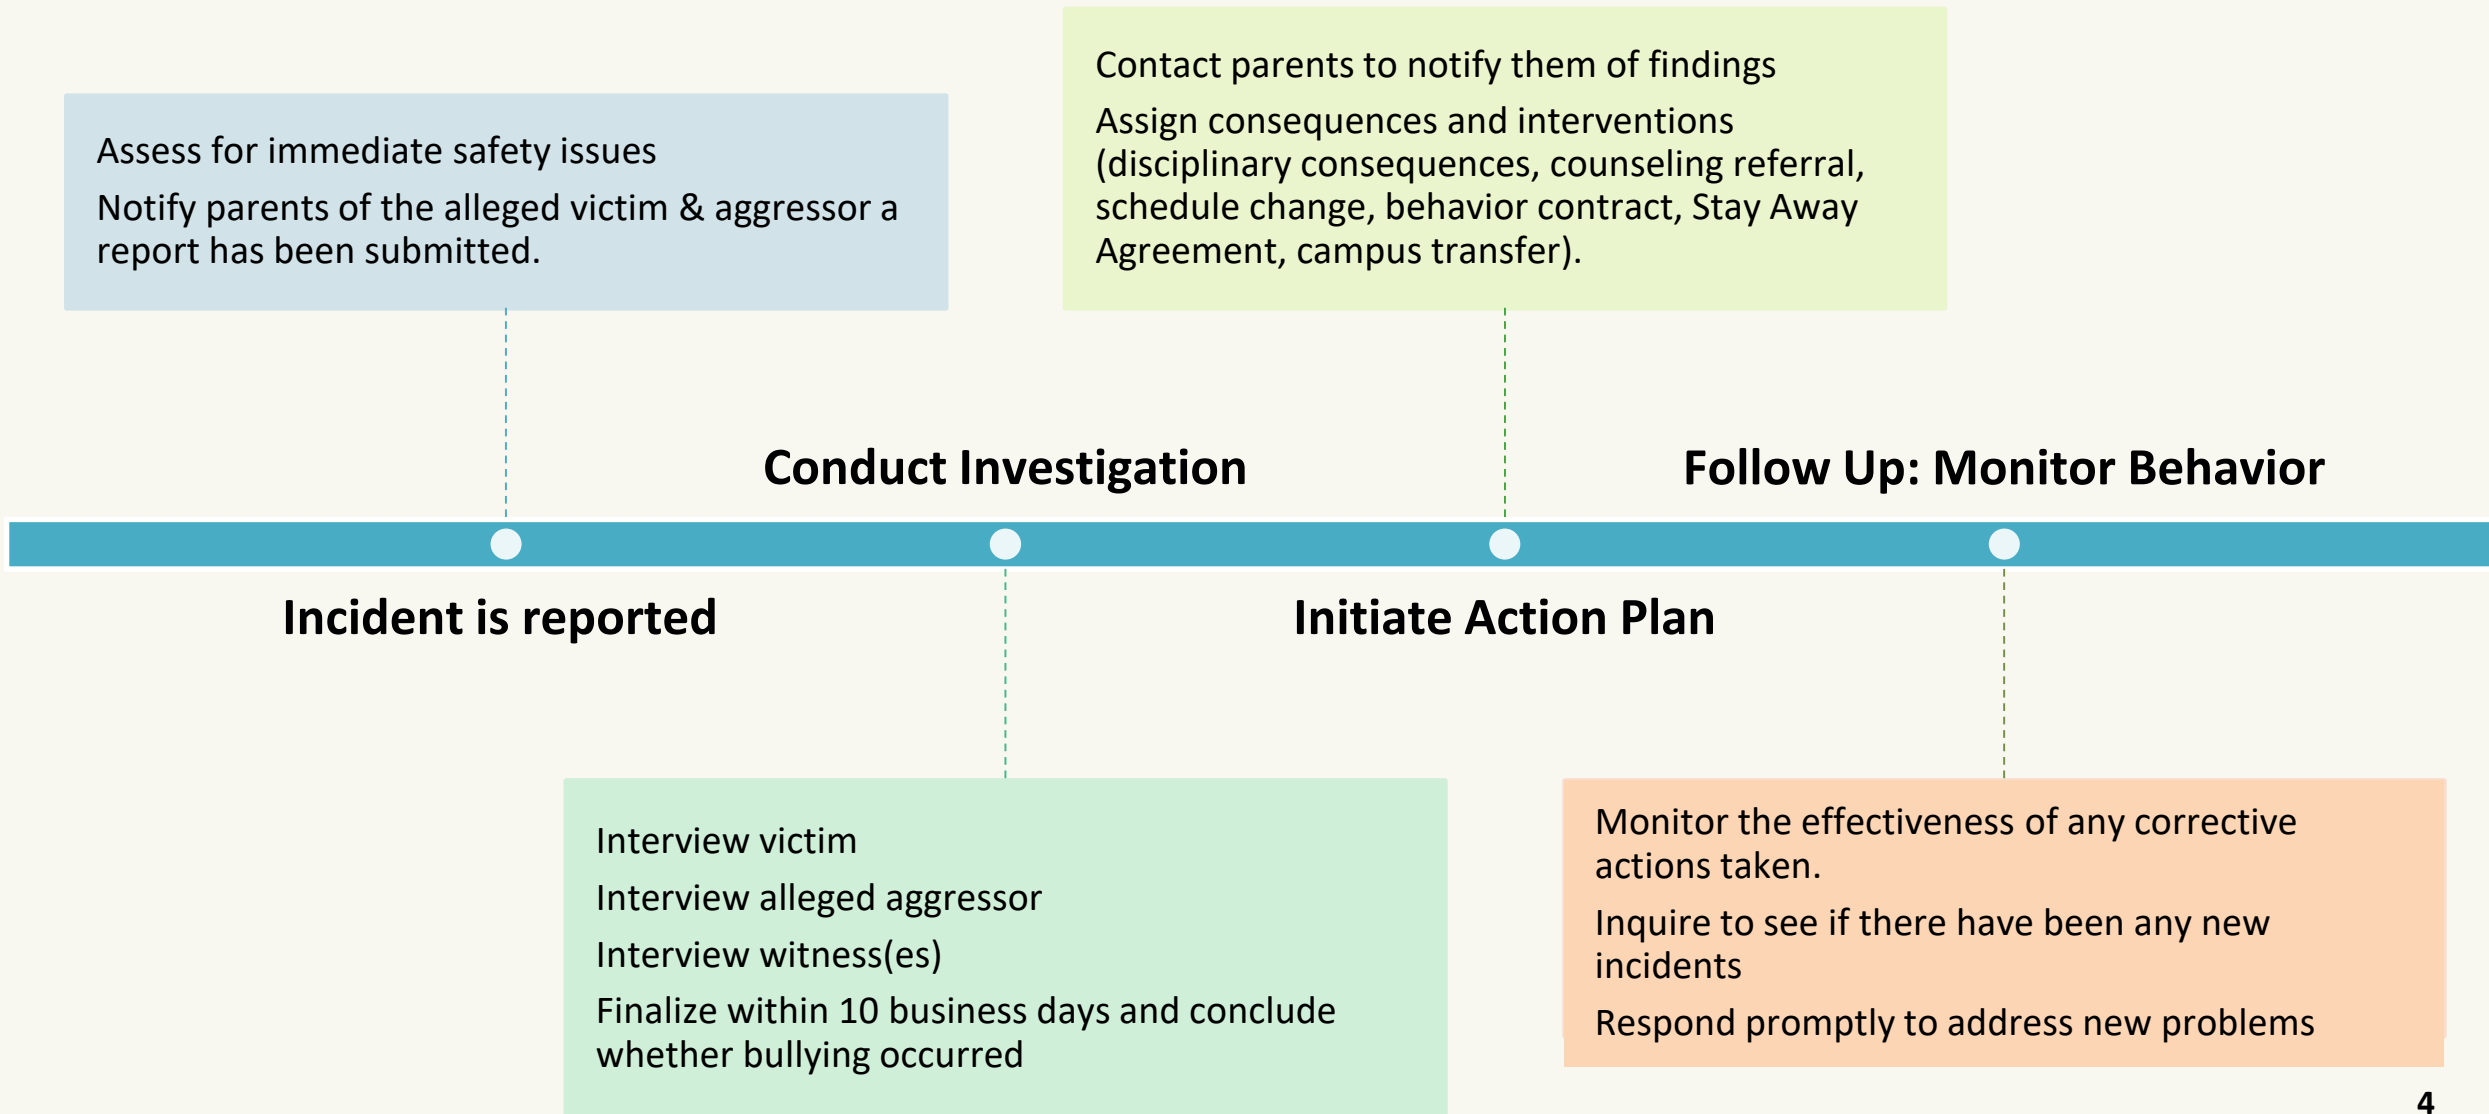 Assess for immediate safety issues
Notify parents of the alleged victim & aggressor a
report has been submitted.
Incident is reported
Conduct Investigation
Interview victim
Interview alleged aggressor
Interview witness(es)
Finalize within 10 business days and conclude
whether bullying occurred
Contact parents to notify them of findings
Assign consequences and interventions
(disciplinary consequences, counseling referral,
schedule change, behavior contract, Stay Away
Agreement, campus transfer).
Initiate Action Plan
Follow Up: Monitor Behavior
Monitor the effectiveness of any corrective
actions taken.
Inquire to see if there have been any new
incidents
Respond promptly to address new problems
4